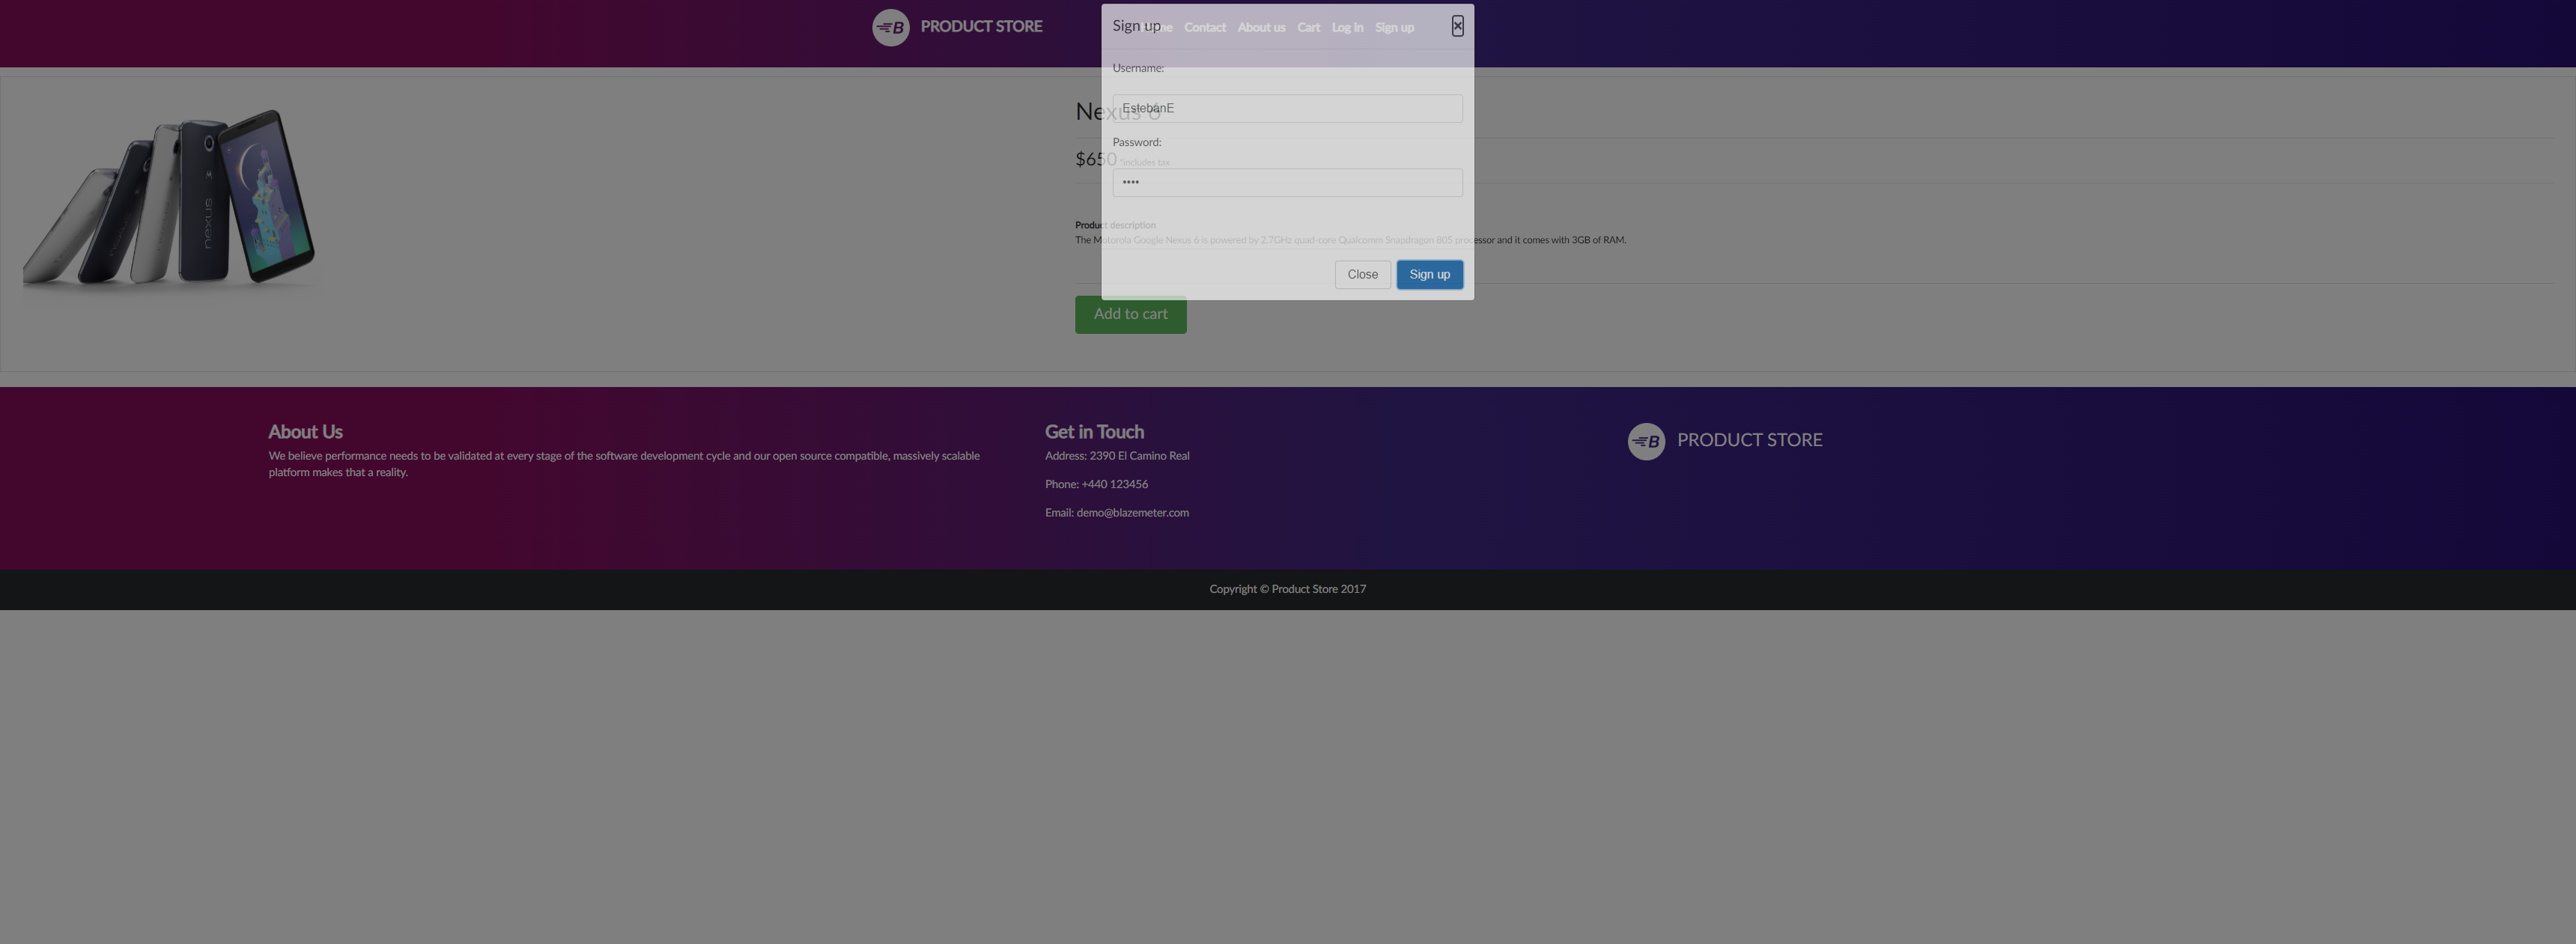 PRODUCT STORE
Sign up
Home Contact About us Cart Log in Sign up
×
Username:
EstebanE
Nexus 6
Password:
$650 *includes tax
••••
Product description
The Motorola Google Nexus 6 is powered by 2.7GHz quad-core Qualcomm Snapdragon 805 processor and it comes with 3GB of RAM.
Close
Sign up
Add to cart
nexus
About Us
We believe performance needs to be validated at every stage of the software development cycle and our open source compatible, massively scalable
platform makes that a reality.
Get in Touch
Address: 2390 El Camino Real
Phone: +440 123456
Email: demo@blazemeter.com
B
PRODUCT STORE
Copyright © Product Store 2017